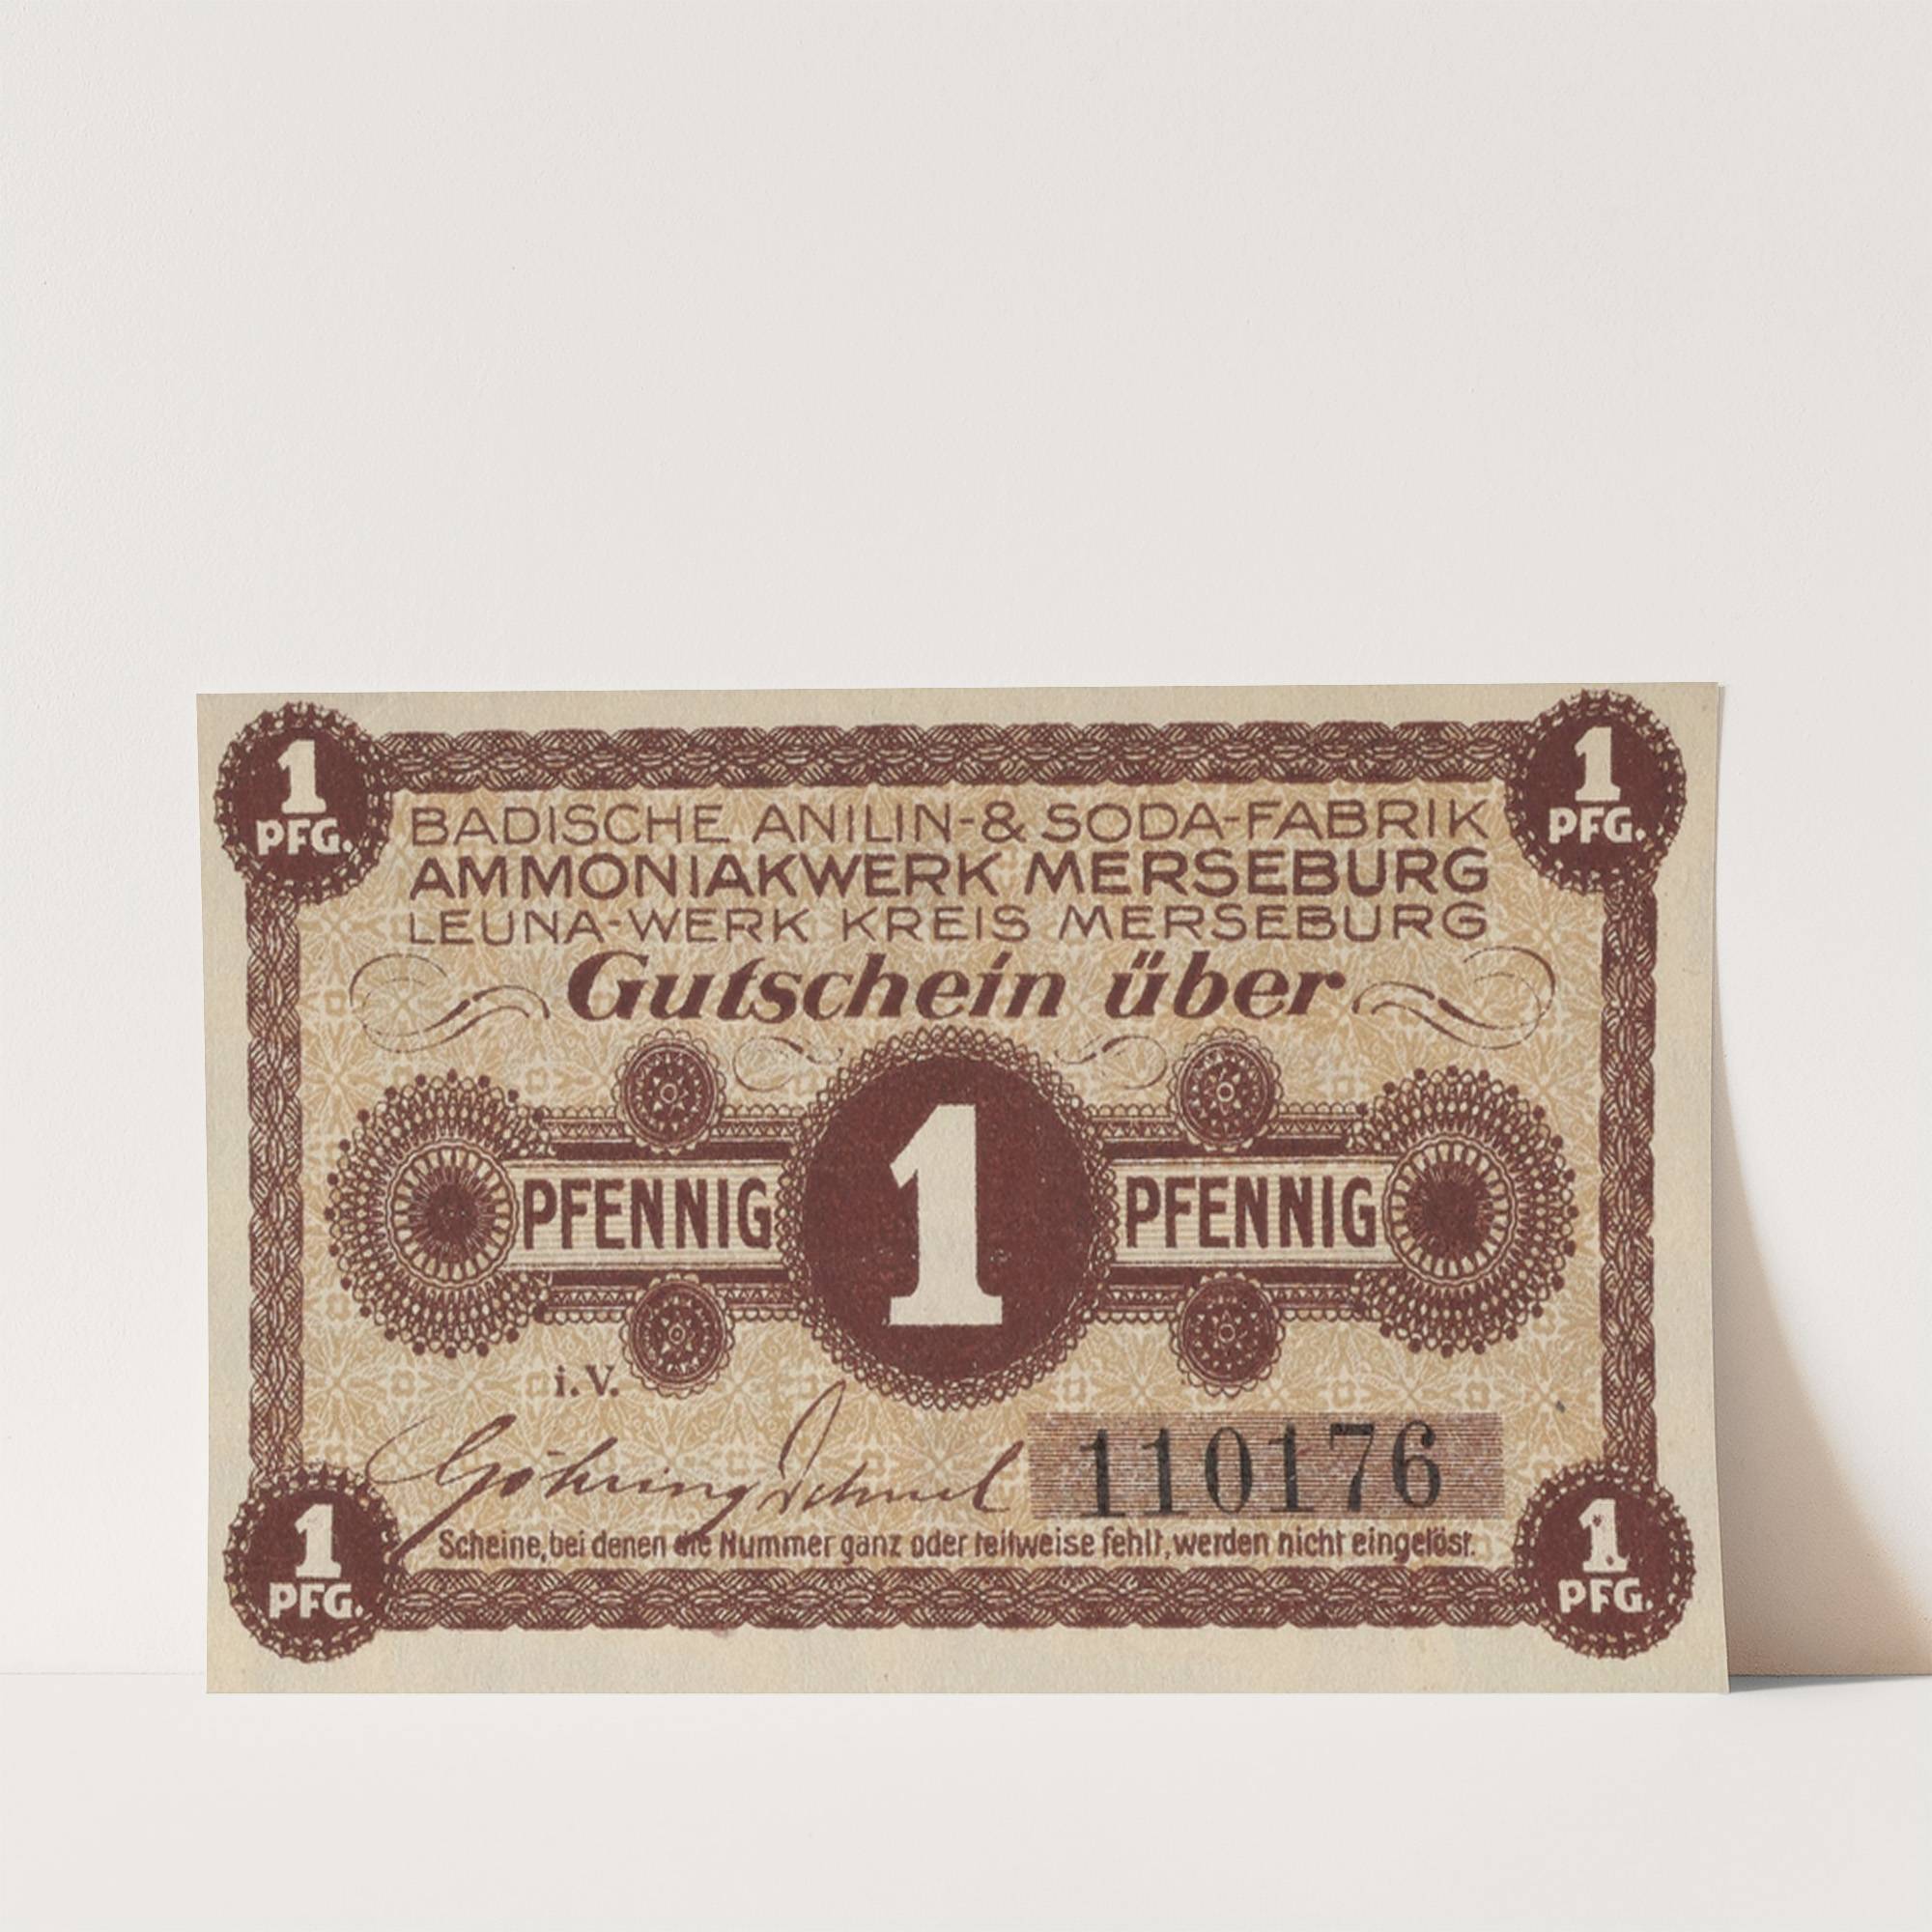 1 PFG.
1 PFG.
BADISCHE ANILIN-& SODA-FABRIK
AMMONIAKWERK MERSEBURG
LEUNA-WERK KREIS MERSEBURG
Gutschein über
PFENNIG 1 PFENNIG
i.V.
Göhring
110176
Scheine, bei denen die Nummer ganz oder teilweise fehlt, werden nicht eingelöst.
1 PFG.
1 PFG.